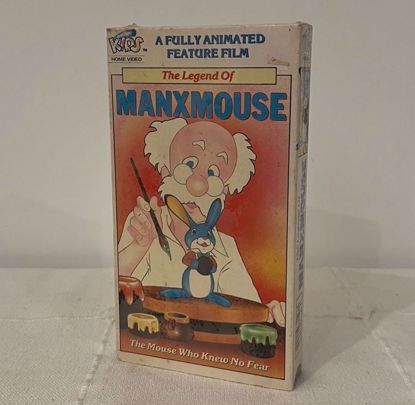 KIDS
HOME VIDEO
A FULLY ANIMATED
FEATURE FILM
The Legend Of
MANXMOUSE
The Mouse Who Knew No Fear